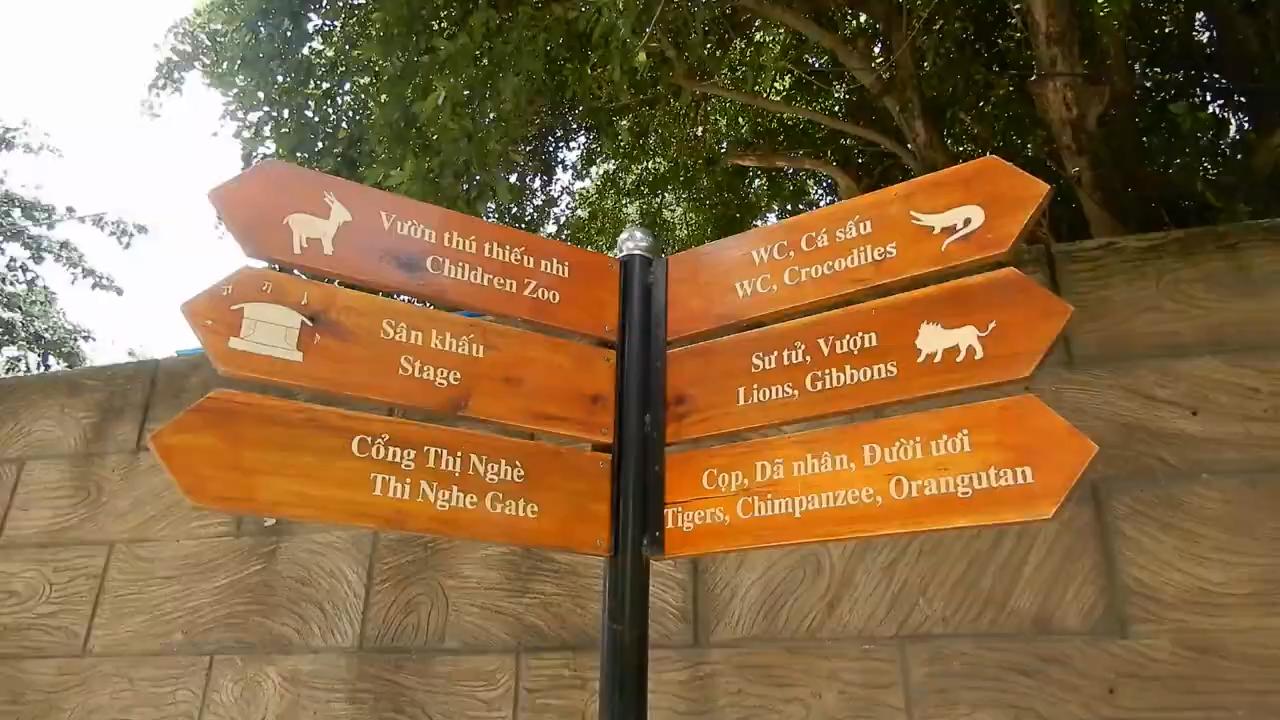 Vườn thú thiếu nhi
Children Zoo
Sân khấu
Stage
Cổng Thị Nghè
Thi Nghe Gate
WC, Cá sấu
WC, Crocodiles
Sư tử, Vượn
Lions, Gibbons
Cọp, Dã nhân, Đười ươi
Tigers, Chimpanzee, Orangutan